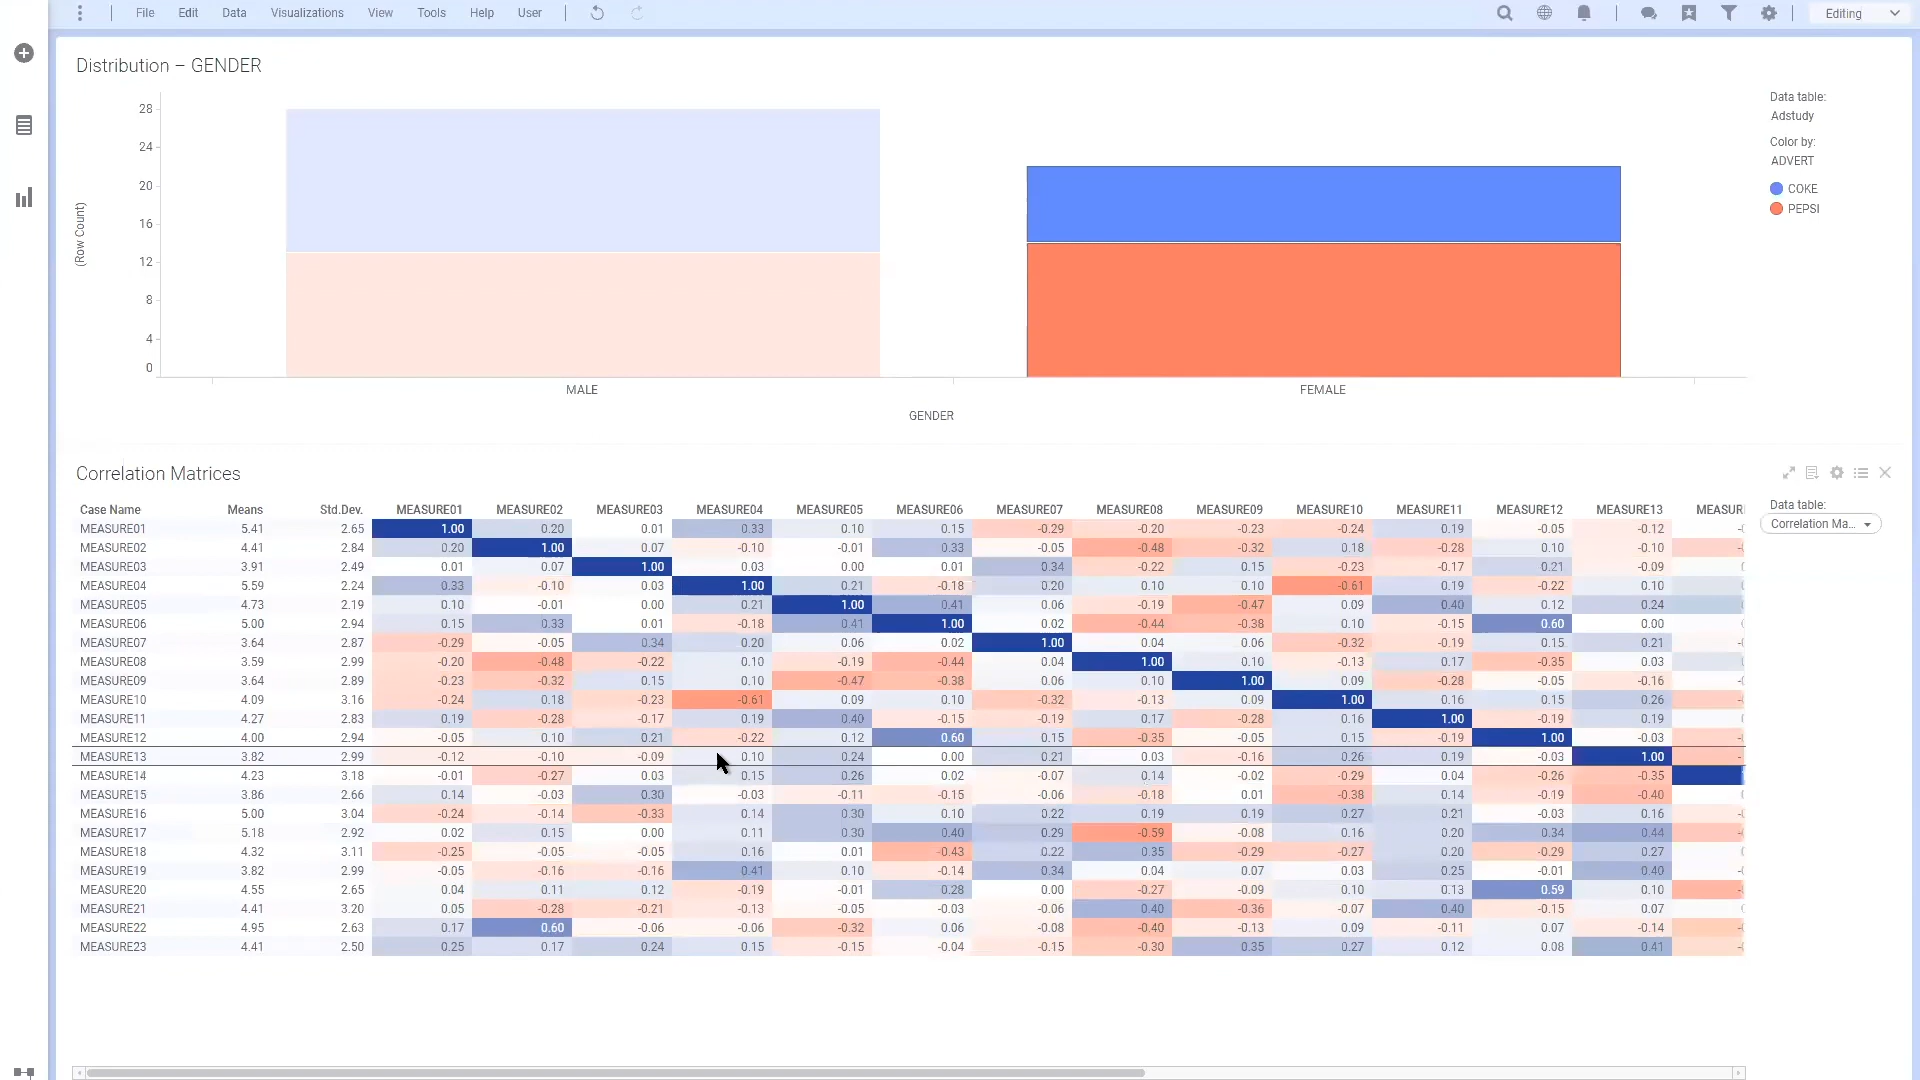 File Edit Data Visualizations View Tools Help User Editing
Distribution – GENDER
28
24
20
16
12
8
4
0
(Row Count)
MALE FEMALE
GENDER
Data table:
Adstudy
Color by:
ADVERT
COKE
PEPSI
Correlation Matrices
Data table:
Correlation Ma...
Case Name Means Std.Dev. MEASURE01 MEASURE02 MEASURE03 MEASURE04 MEASURE05 MEASURE06 MEASURE07 MEASURE08 MEASURE09 MEASURE10 MEASURE11 MEASURE12 MEASURE13 MEASUR
MEASURE01 5.41 2.65 1.00 0.20 0.01 0.33 0.10 0.15 -0.29 -0.20 -0.23 -0.24 0.19 -0.05 -0.12
MEASURE02 4.41 2.84 0.20 1.00 0.07 -0.10 -0.01 0.33 -0.05 -0.48 -0.32 0.18 -0.28 0.10 -0.10
MEASURE03 3.91 2.49 0.01 0.07 1.00 0.03 0.00 0.01 0.34 -0.22 0.15 -0.23 -0.17 0.21 -0.09
MEASURE04 5.59 2.24 0.33 -0.10 0.03 1.00 0.21 -0.18 0.20 0.10 0.10 -0.61 0.19 -0.22 0.10
MEASURE05 4.73 2.19 0.10 -0.01 0.00 0.21 1.00 0.41 0.06 -0.19 -0.47 0.09 0.40 0.12 0.24
MEASURE06 5.00 2.94 0.15 0.33 0.01 -0.18 0.41 1.00 0.02 -0.44 -0.38 0.10 -0.15 0.60 0.00
MEASURE07 3.64 2.87 -0.29 -0.05 0.34 0.20 0.06 0.02 1.00 0.04 0.06 -0.32 -0.19 0.15 0.21
MEASURE08 3.59 2.99 -0.20 -0.48 -0.22 0.10 -0.19 -0.44 0.04 1.00 0.10 -0.13 0.17 -0.35 0.03
MEASURE09 3.64 2.89 -0.23 -0.32 0.15 0.10 -0.47 -0.38 0.06 0.10 1.00 0.09 -0.28 -0.05 -0.16
MEASURE10 4.09 3.16 -0.24 0.18 -0.23 -0.61 0.09 0.10 -0.32 -0.13 0.09 1.00 0.16 0.15 0.26
MEASURE11 4.27 2.83 0.19 -0.28 -0.17 0.19 0.40 -0.15 -0.19 0.17 -0.28 0.16 1.00 -0.19 0.19
MEASURE12 4.00 2.94 -0.05 0.10 0.21 -0.22 0.12 0.60 0.15 -0.35 -0.05 0.15 -0.19 1.00 -0.03
MEASURE13 3.82 2.99 -0.12 -0.10 -0.09 0.10 0.24 0.00 0.21 0.03 -0.16 0.26 0.19 -0.03 1.00
MEASURE14 4.23 3.18 -0.01 -0.27 0.03 0.15 0.26 0.02 -0.07 0.14 -0.02 -0.29 0.04 -0.26 -0.35
MEASURE15 3.86 2.66 0.14 -0.03 0.30 -0.03 -0.11 -0.15 -0.06 -0.18 0.01 -0.38 0.14 -0.19 -0.40
MEASURE16 5.00 3.04 -0.24 -0.14 -0.33 0.14 0.30 0.10 0.22 0.19 0.19 0.27 0.21 -0.03 0.16
MEASURE17 5.18 2.92 0.02 0.15 0.00 0.11 0.30 0.40 0.29 -0.59 -0.08 0.16 0.20 0.34 0.44
MEASURE18 4.32 3.11 -0.25 -0.05 -0.05 0.16 0.01 -0.43 0.22 0.35 -0.29 -0.27 0.20 -0.29 0.27
MEASURE19 3.82 2.99 -0.05 -0.16 -0.16 0.41 0.10 -0.14 0.34 0.04 0.07 0.03 0.25 -0.01 0.40
MEASURE20 4.55 2.65 0.04 0.11 0.12 -0.19 -0.01 0.28 0.00 -0.27 -0.09 0.10 0.13 0.59 0.10
MEASURE21 4.41 3.20 0.05 -0.28 -0.21 -0.13 -0.05 -0.03 -0.06 0.40 -0.36 -0.07 0.40 -0.15 0.07
MEASURE22 4.95 2.63 0.17 0.60 -0.06 -0.06 -0.32 0.06 -0.08 -0.40 -0.13 0.09 -0.11 0.07 -0.14
MEASURE23 4.41 2.50 0.25 0.17 0.24 0.15 -0.15 -0.04 -0.15 -0.30 0.35 0.27 0.12 0.08 0.41